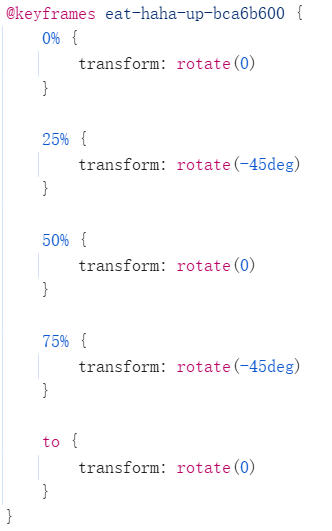 @keyframes eat-haha-up-bca6b600 {
    0% {
        transform: rotate(0)
    }

    25% {
        transform: rotate(-45deg)
    }

    50% {
        transform: rotate(0)
    }

    75% {
        transform: rotate(-45deg)
    }

    to {
        transform: rotate(0)
    }
}